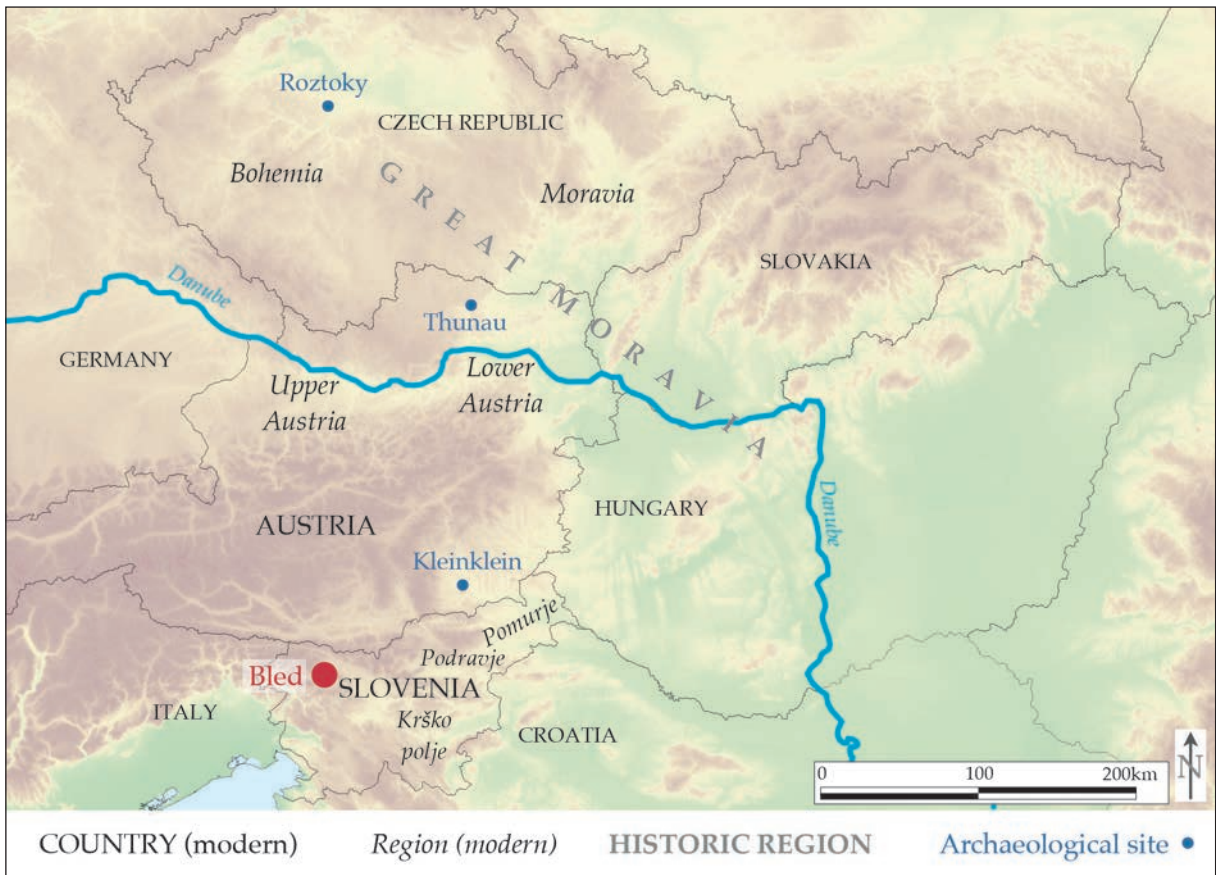 Roztoky
CZECH REPUBLIC
Bohemia
Moravia
GREAT MORAVIA
SLOVAKIA
Danube
Thunau
GERMANY
Upper
Austria
Lower
Austria
HUNGARY
Danube
AUSTRIA
Kleinklein
Pomurje
Podravje
Bled
SLOVENIA
ITALY
Krško
polje
CROATIA
0 100 200km
N
COUNTRY (modern) Region (modern) HISTORIC REGION Archaeological site